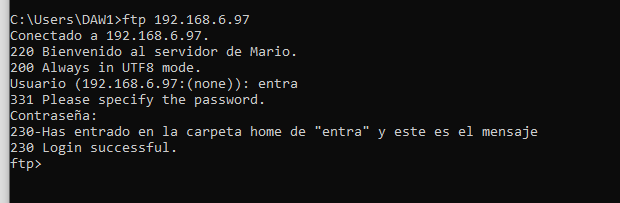 C:\Users\DAW1>ftp 192.168.6.97
Conectado a 192.168.6.97.
220 Bienvenido al servidor de Mario.
200 Always in UTF8 mode.
Usuario (192.168.6.97:(none)): entra
331 Please specify the password.
Contraseña:
230-Has entrado en la carpeta home de "entra" y este es el mensaje
230 Login successful.
ftp>